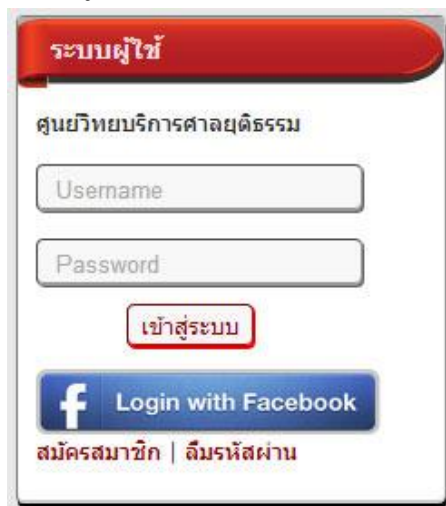 ระบบผู้ใช้
ศูนย์วิทยบริการศาลยุติธรรม
Username
Password
เข้าสู่ระบบ
f Login with Facebook
สมัครสมาชิก | ลืมรหัสผ่าน